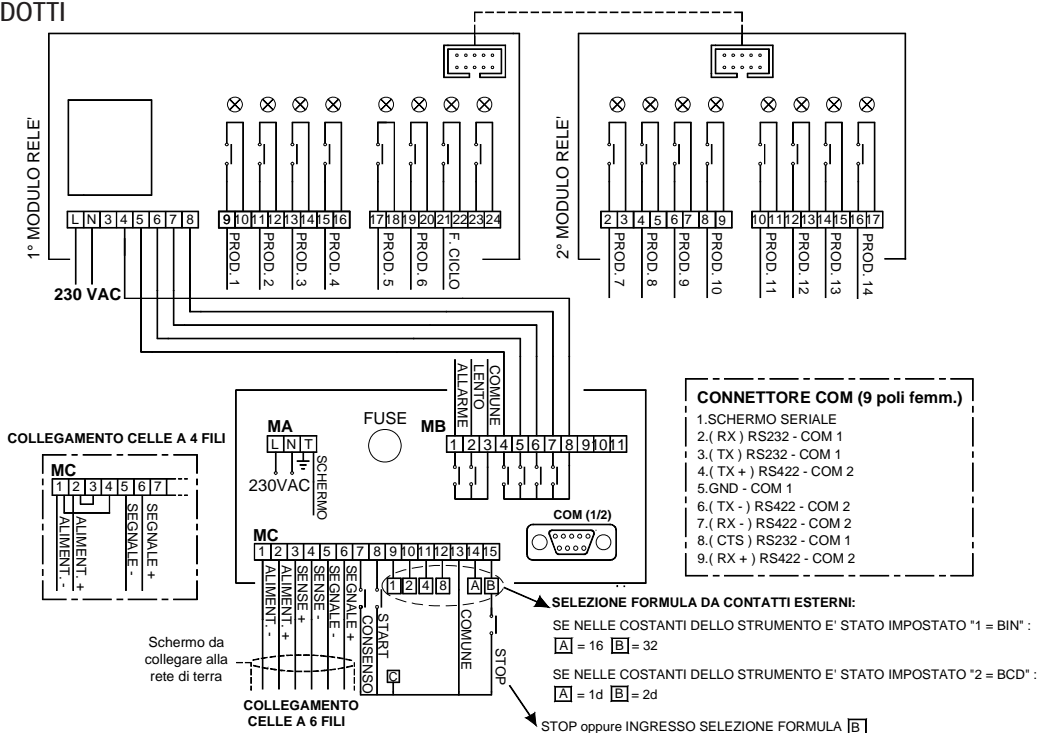 DOTTI
1° MODULO RELE'
L N 3 4 5 6 7 8
9 10 11 12 13 14 15 16
17 18 19 20 21 22 23 24
PROD. 1
PROD. 2
PROD. 3
PROD. 4
PROD. 5
PROD. 6
F. CICLO
230 VAC
2° MODULO RELE'
2 3 4 5 6 7 8 9
10 11 12 13 14 15 16 17
PROD. 7
PROD. 8
PROD. 9
PROD. 10
PROD. 11
PROD. 12
PROD. 13
PROD. 14
COLLEGAMENTO CELLE A 4 FILI
MC
1 2 3 4 5 6 7
ALIMENT. -
ALIMENT. +
SEGNALE -
SEGNALE +
MA
L N T
230VAC
SCHERMO
FUSE
ALLARME
LENTO
COMUNE
MB
1 2 3 4 5 6 7 8 9 10 11
COM (1/2)
MC
1 2 3 4 5 6 7 8 9 10 11 12 13 14 15
ALIMENT. -
ALIMENT. +
SENSE +
SENSE -
SEGNALE -
SEGNALE +
CONSENSO
START
1 2 4 8 A B
C
COMUNE
STOP
Schermo da
collegare alla
rete di terra
COLLEGAMENTO
CELLE A 6 FILI
CONNETTORE COM (9 poli femm.)
1.SCHERMO SERIALE
2.( RX ) RS232 - COM 1
3.( TX ) RS232 - COM 1
4.( TX + ) RS422 - COM 2
5.GND - COM 1
6.( TX - ) RS422 - COM 2
7.( RX - ) RS422 - COM 2
8.( CTS ) RS232 - COM 1
9.( RX + ) RS422 - COM 2
SELEZIONE FORMULA DA CONTATTI ESTERNI:
SE NELLE COSTANTI DELLO STRUMENTO E' STATO IMPOSTATO "1 = BIN" :
A = 16 B = 32
SE NELLE COSTANTI DELLO STRUMENTO E' STATO IMPOSTATO "2 = BCD" :
A = 1d B = 2d
STOP oppure INGRESSO SELEZIONE FORMULA B